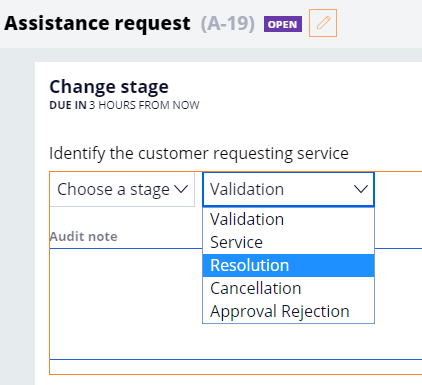 Assistance request (A-19) OPEN
Change stage
DUE IN 3 HOURS FROM NOW
Identify the customer requesting service
Choose a stage Validation
Validation
Audit note
Service
Resolution
Cancellation
Approval Rejection